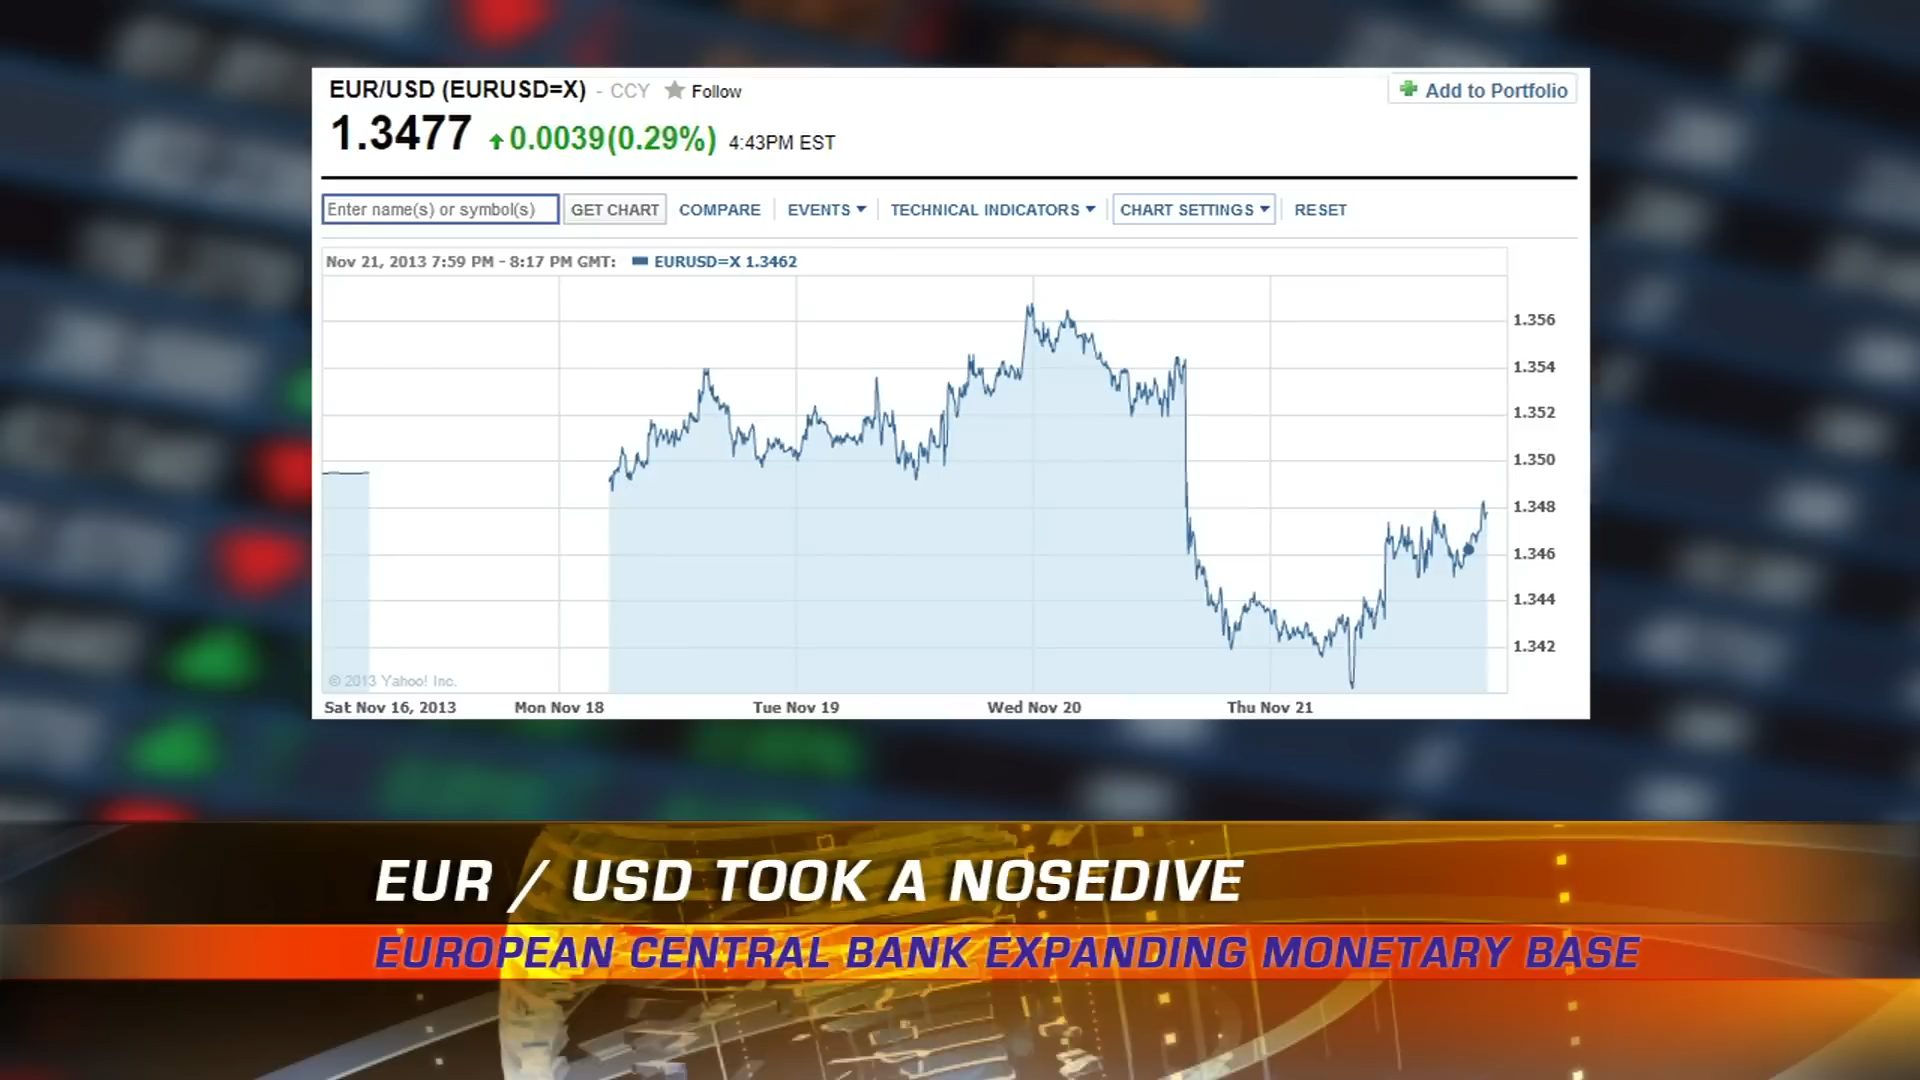 EUR/USD (EURUSD=X) - CCY Follow
Add to Portfolio
1.3477 0.0039(0.29%) 4:43PM EST
Enter name(s) or symbol(s) GET CHART COMPARE EVENTS TECHNICAL INDICATORS CHART SETTINGS RESET
Nov 21, 2013 7:59 PM - 8:17 PM GMT: EURUSD=X 1.3462
1.356
1.354
1.352
1.350
1.348
1.346
1.344
1.342
© 2013 Yahoo! Inc.
Sat Nov 16, 2013 Mon Nov 18 Tue Nov 19 Wed Nov 20 Thu Nov 21
EUR / USD TOOK A NOSEDIVE
EUROPEAN CENTRAL BANK EXPANDING MONETARY BASE